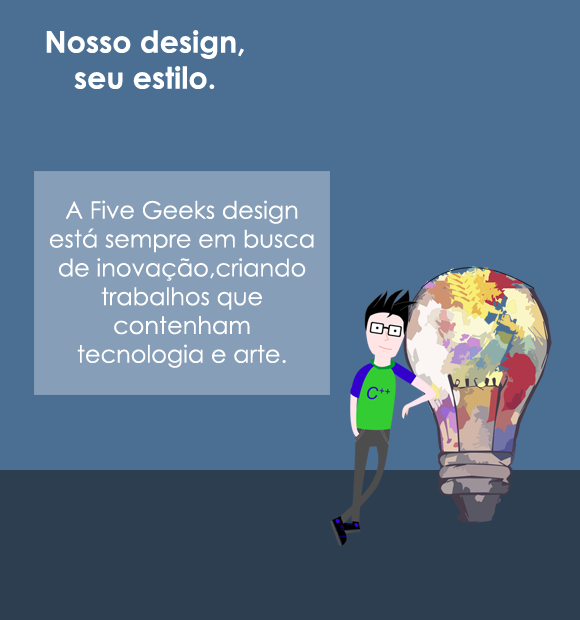 Nosso design,
seu estilo.
A Five Geeks design
está sempre em busca
de inovação,criando
trabalhos que
contenham
tecnologia e arte.
C++